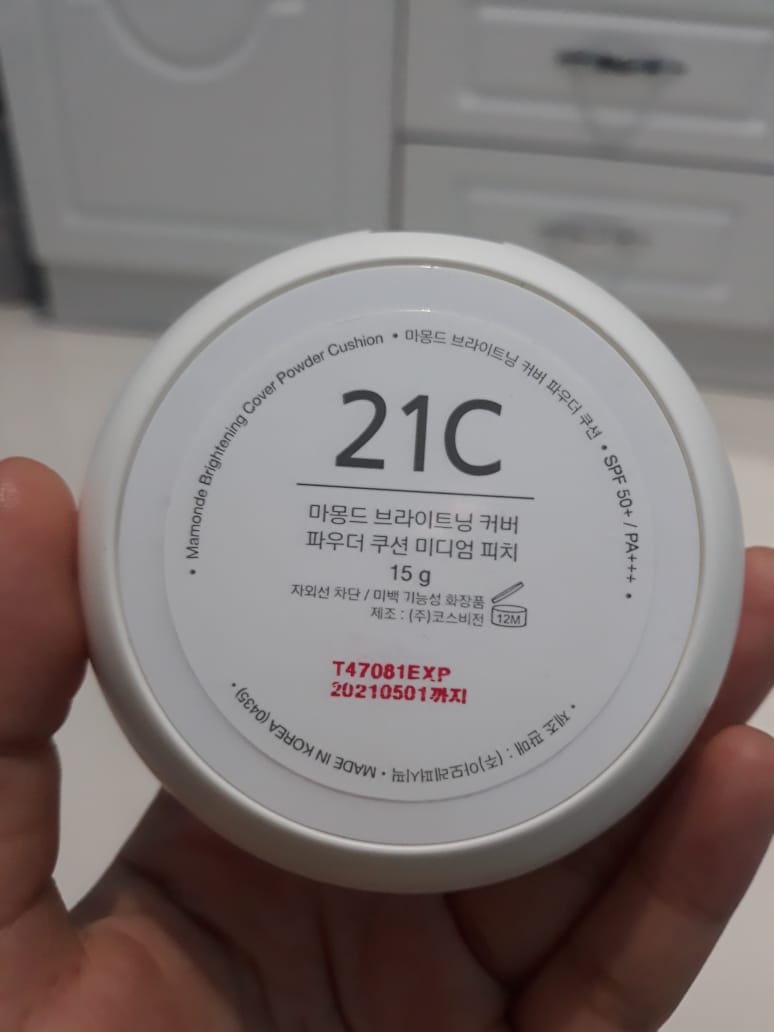 • Mamonde Brightening Cover Powder Cushion • 마몽드 브라이트닝 커버 파우더 쿠션 • SPF 50+ / PA+++ •
21C
마몽드 브라이트닝 커버
파우더 쿠션 미디엄 피치
15 g
자외선 차단 / 미백 기능성 화장품
제조 : (주)코스비전
12M
T47081EXP
20210501까지
• 제조 판매 : (주)아모레퍼시픽 • MADE IN KOREA (0435) •